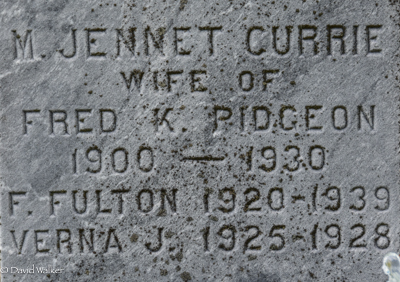 M. JENNET CURRIE
WIFE OF
FRED K. PIDGEON
1900 — 1930
F. FULTON 1920-1939
VERNA J. 1925-1928
© David Walker